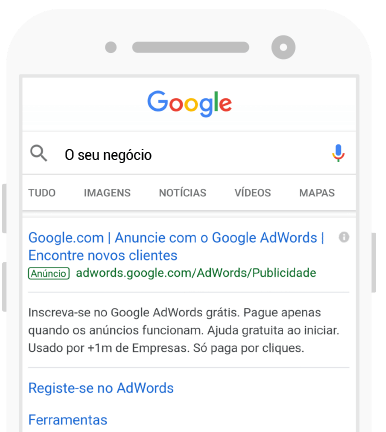 Google
O seu negócio
TUDO IMAGENS NOTÍCIAS VÍDEOS MAPAS
Google.com | Anuncie com o Google AdWords |
Encontre novos clientes
Anúncio adwords.google.com/AdWords/Publicidade
Inscreva-se no Google AdWords grátis. Pague apenas
quando os anúncios funcionam. Ajuda gratuita ao iniciar.
Usado por +1m de Empresas. Só paga por cliques.
Registe-se no AdWords
Ferramentas